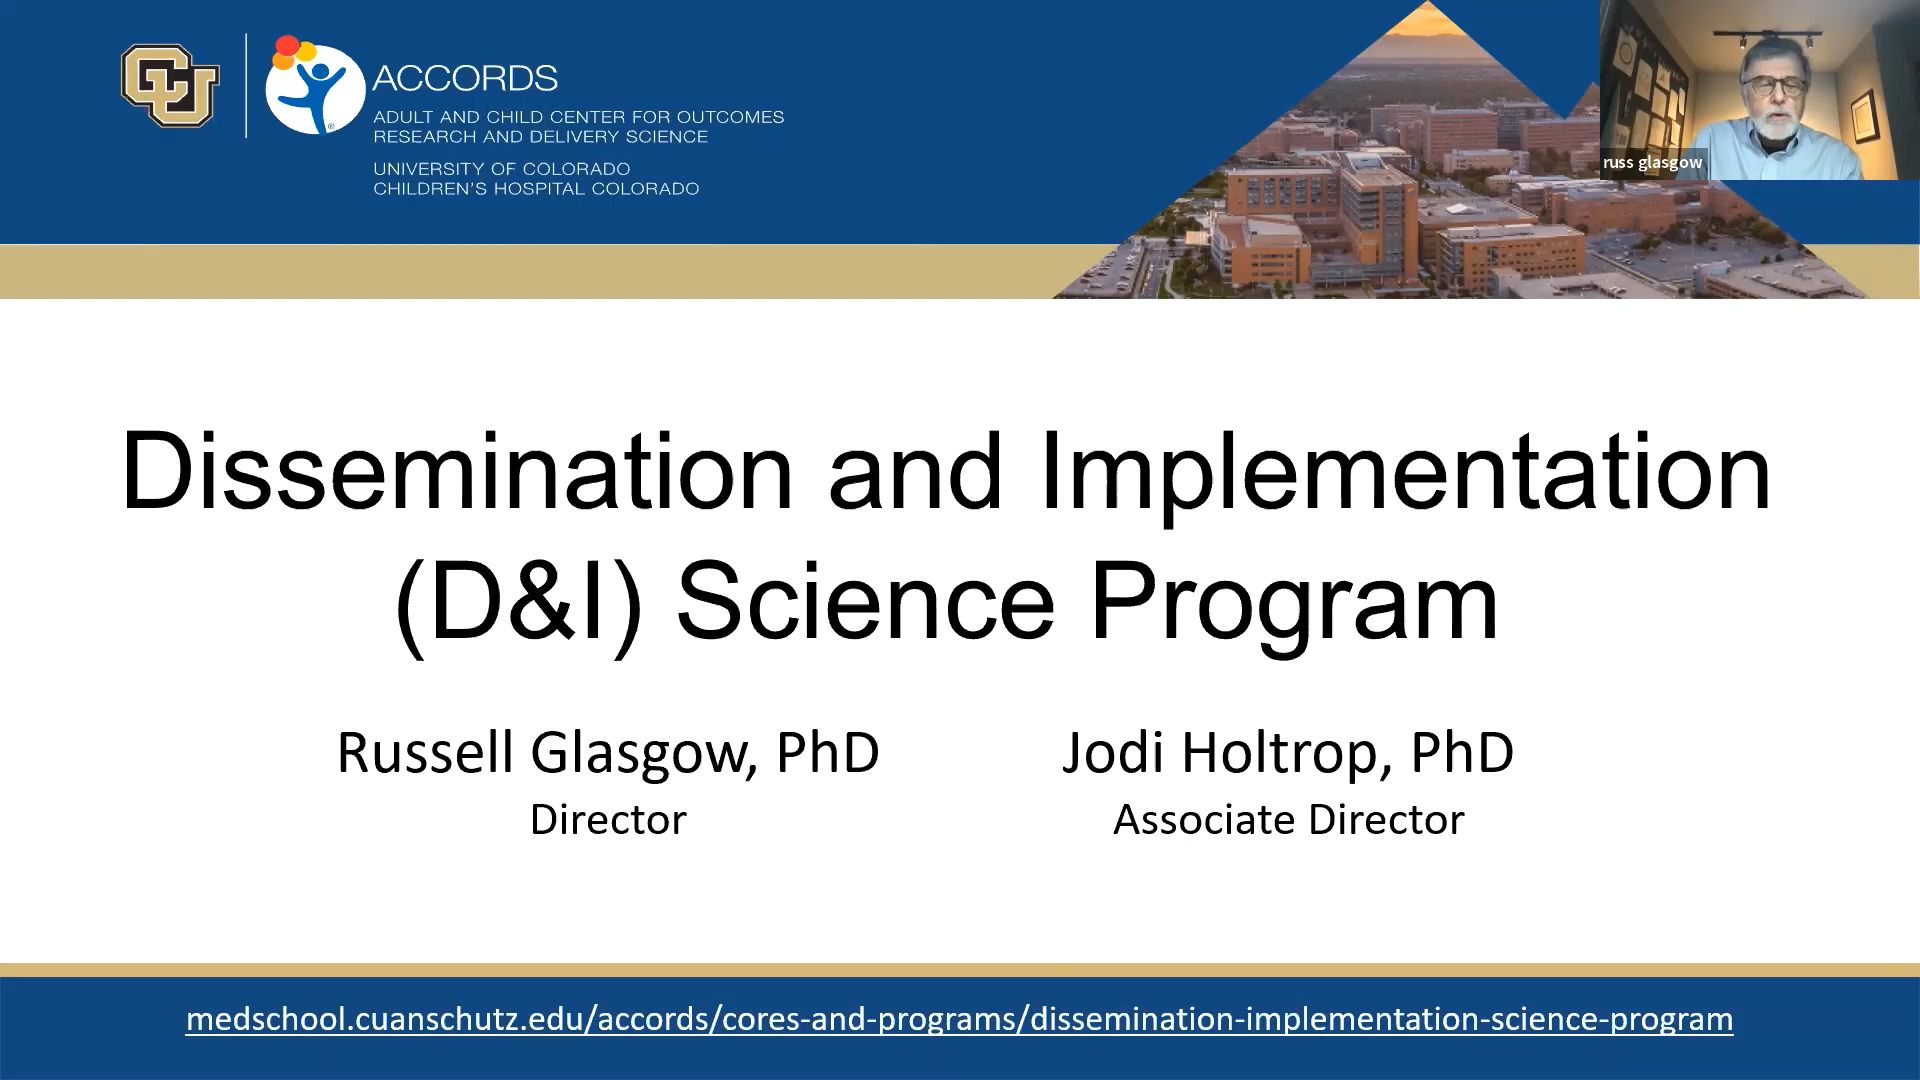 CU
ACCORDS
ADULT AND CHILD CENTER FOR OUTCOMES
RESEARCH AND DELIVERY SCIENCE
UNIVERSITY OF COLORADO
CHILDREN'S HOSPITAL COLORADO
russ glasgow
Dissemination and Implementation
(D&I) Science Program
Russell Glasgow, PhD
Director
Jodi Holtrop, PhD
Associate Director
medschool.cuanschutz.edu/accords/cores-and-programs/dissemination-implementation-science-program